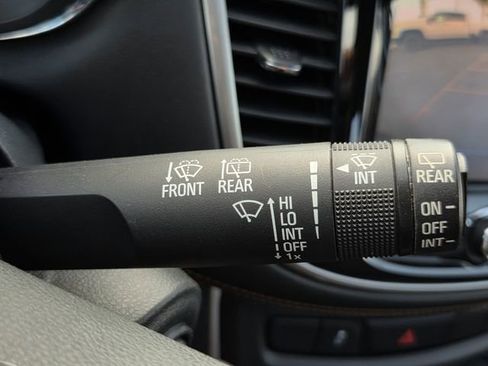 FRONT REAR
HI
LO
INT
OFF
1x
INT
REAR
ON
OFF
INT